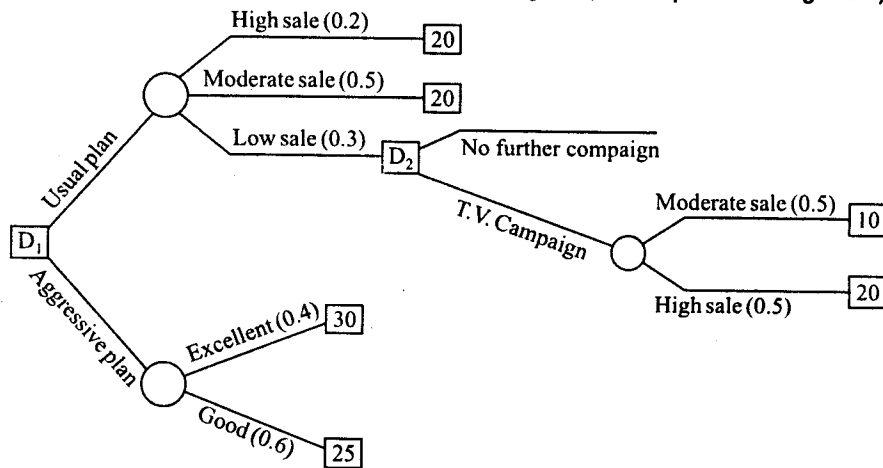 High sale (0.2)
20
Moderate sale (0.5)
20
Low sale (0.3)
D2
No further compaign
T.V. Campaign
Moderate sale (0.5)
10
High sale (0.5)
20
Usual plan
D1
Aggressive plan
Excellent (0.4)
30
Good (0.6)
25